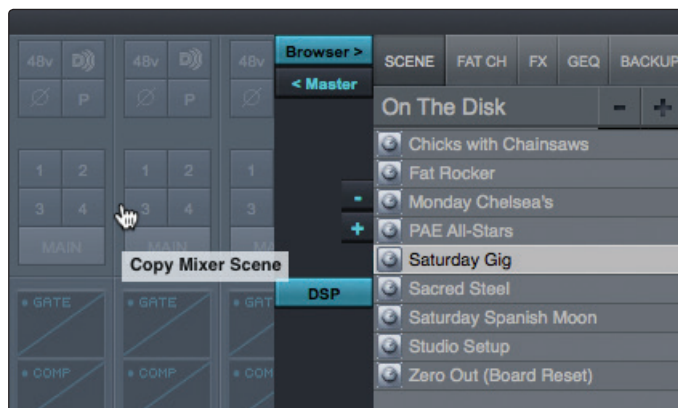 48v D 48v D 48v Browser > SCENE FAT CH FX GEQ BACKUP
Ø P Ø P Ø < Master
On The Disk - +
Chicks with Chainsaws
1 2 1 2 1 Fat Rocker
3 4 3 4 3 - Monday Chelsea's
+ PAE All-Stars
MAIN MAIN MA
Copy Mixer Scene Saturday Gig
GATE GATE GAT DSP Sacred Steel
Saturday Spanish Moon
Studio Setup
COMP COMP COM Zero Out (Board Reset)